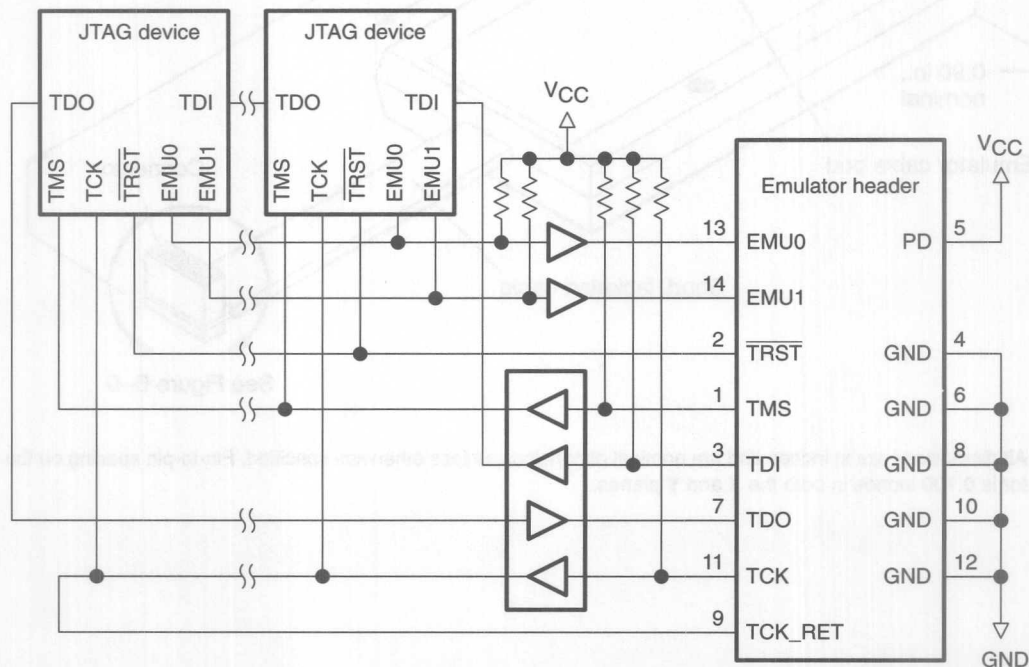 JTAG device
JTAG device
TDO TDI
TDO TDI
TMS TCK TRST EMU0 EMU1
TMS TCK TRST EMU0 EMU1
VCC
VCC
Emulator header
13 EMU0 PD 5
14 EMU1
2 TRST GND 4
1 TMS GND 6
3 TDI GND 8
7 TDO GND 10
11 TCK GND 12
9 TCK_RET
GND